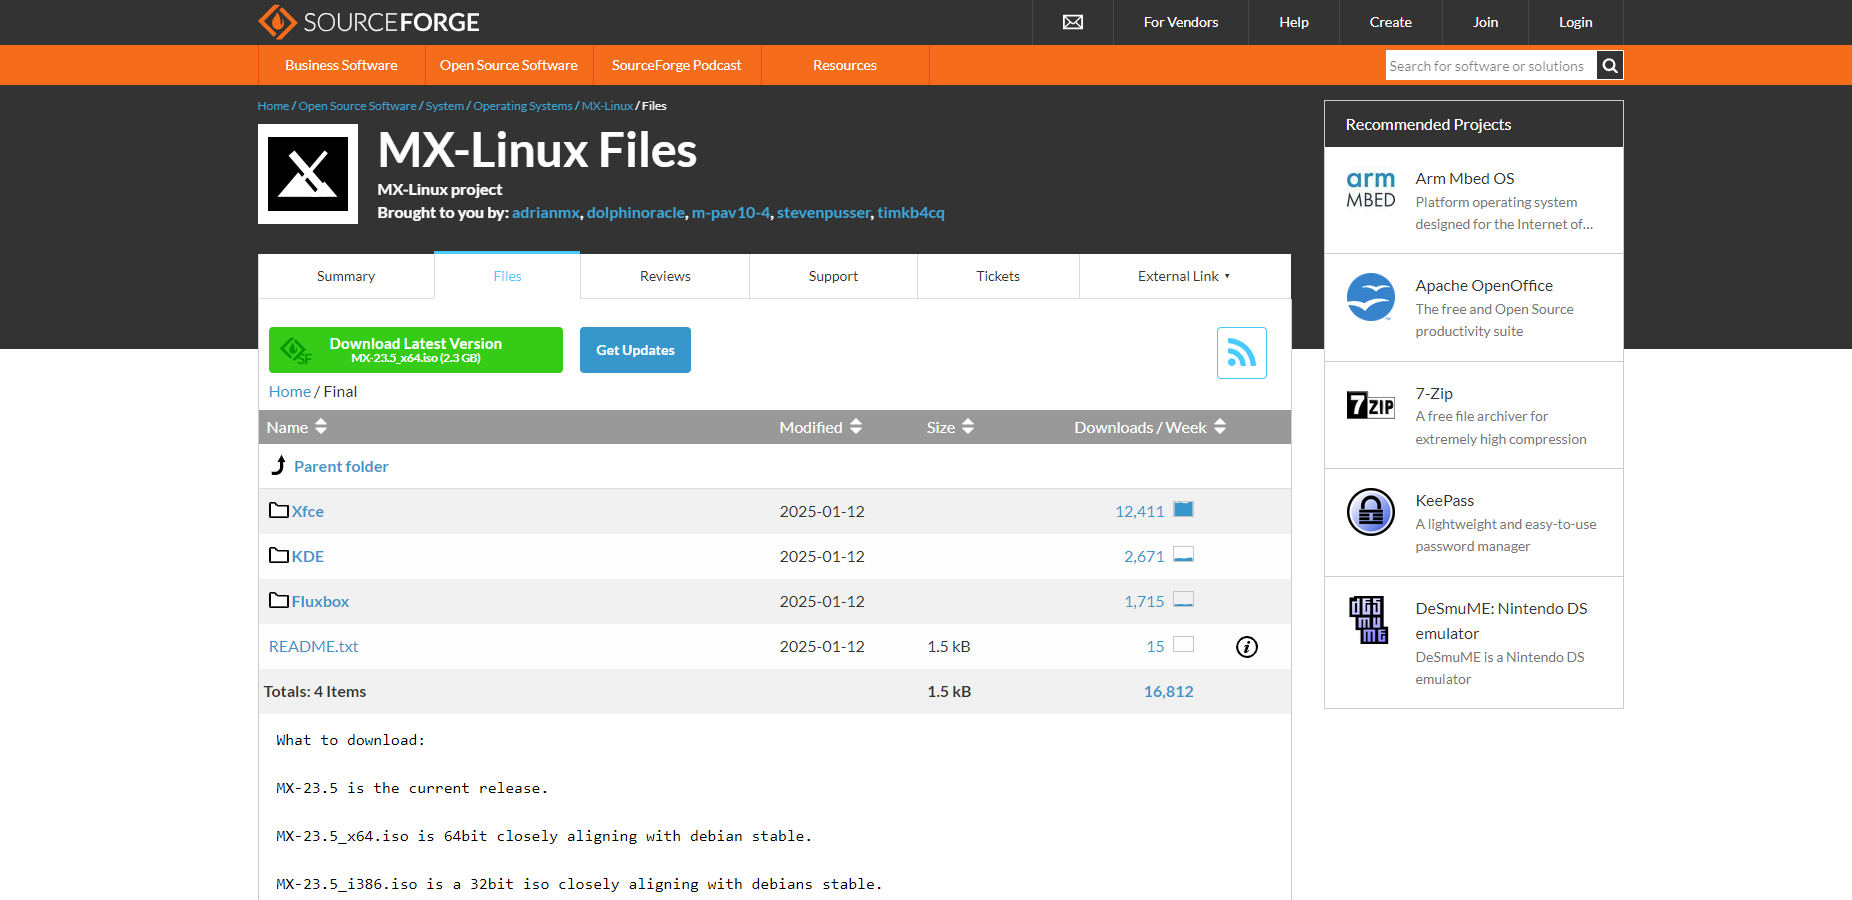 SOURCEFORGE
For Vendors
Help
Create
Join
Login
Business Software
Open Source Software
SourceForge Podcast
Resources
Search for software or solutions
Home / Open Source Software / System / Operating Systems / MX-Linux / Files
MX-Linux Files
MX-Linux project
Brought to you by: adrianmx, dolphinoracle, m-pav10-4, stevenpusser, timkb4cq
Summary
Files
Reviews
Support
Tickets
External Link
Download Latest Version
MX-23.5_x64.iso (2.3 GB)
SF
Get Updates
Home / Final
Name Modified Size Downloads / Week
Parent folder
Xfce 2025-01-12 12,411
KDE 2025-01-12 2,671
Fluxbox 2025-01-12 1,715
README.txt 2025-01-12 1.5 kB 15
Totals: 4 Items 1.5 kB 16,812
What to download:
MX-23.5 is the current release.
MX-23.5_x64.iso is 64bit closely aligning with debian stable.
MX-23.5_i386.iso is a 32bit iso closely aligning with debians stable.
Recommended Projects
arm
MBED
Arm Mbed OS
Platform operating system
designed for the Internet of...
Apache OpenOffice
The free and Open Source
productivity suite
7 ZIP
7-Zip
A free file archiver for
extremely high compression
KeePass
A lightweight and easy-to-use
password manager
DeSmuME: Nintendo DS
emulator
DeSmuME is a Nintendo DS
emulator